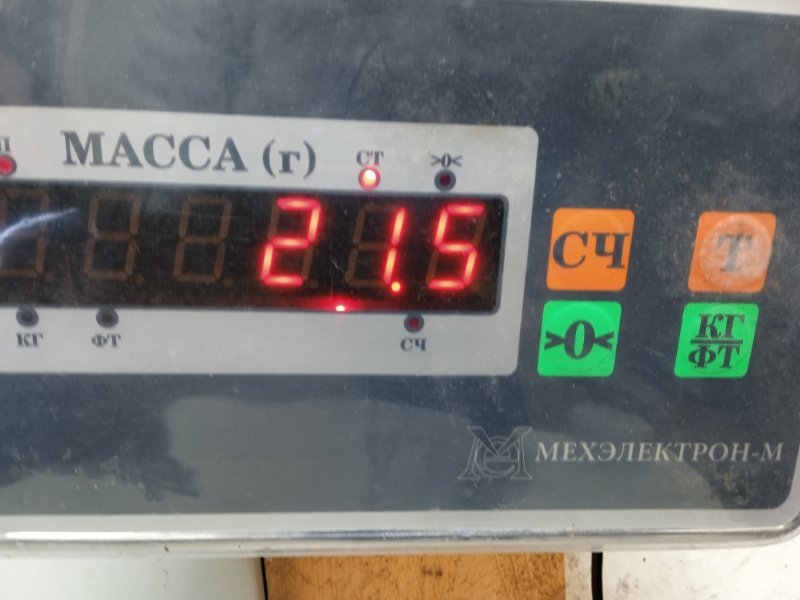 П
МАССА (г) СТ >0<
21.5
КГ ФТ СЧ
СЧ Т
>0< КГ/ФТ
МЕХЭЛЕКТРОН-М